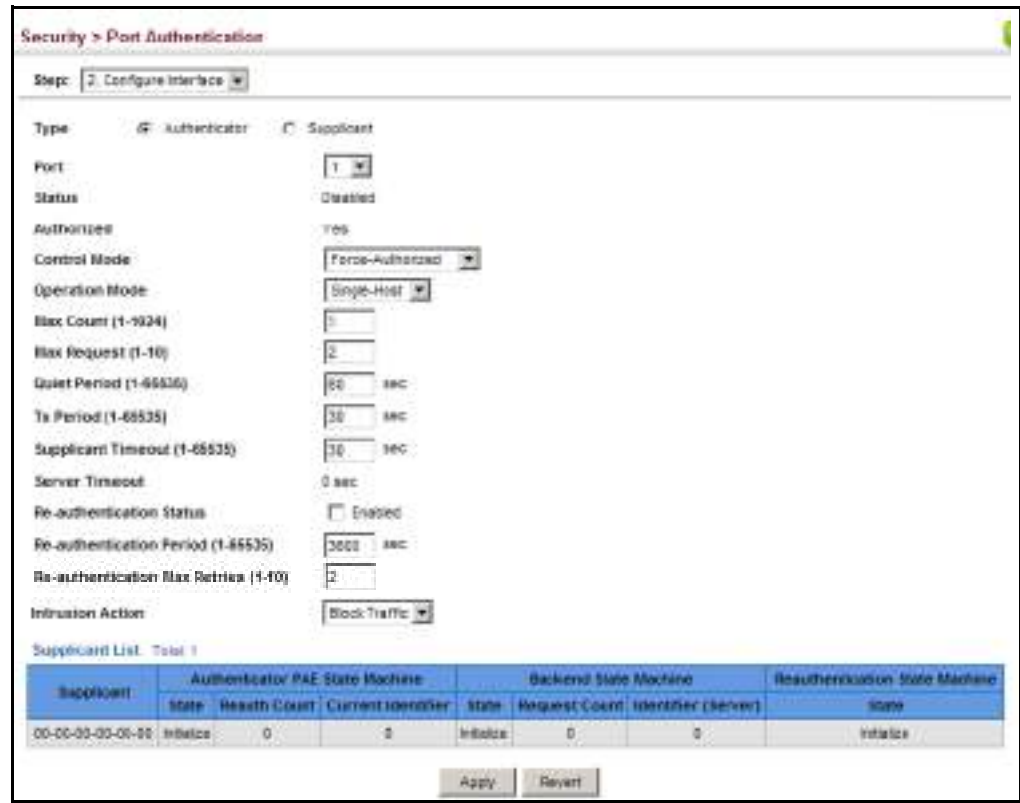 Security > Port Authentication
Step: 2. Configure Interface
Type Authenticator Supplicant
Port 1
Status Disabled
Authorized Yes
Control Mode Force-Authorized
Operation Mode Single-Host
Max Count (1-1024) 5
Max Request (1-10) 2
Quiet Period (1-65535) 60 sec
Tx Period (1-65535) 30 sec
Supplicant Timeout (1-65535) 30 sec
Server Timeout 0 sec
Re-authentication Status Enabled
Re-authentication Period (1-65535) 3600 sec
Re-authentication Max Retries (1-10) 2
Intrusion Action Block Traffic
Supplicant List Total: 1
Supplicant Authenticator PAE State Machine Backend State Machine Reauthentication State Machine
State Reauth Count Current Identifier State Request Count Identifier (Server) State
00-00-00-00-00-00 Initialize 0 0 Initialize 0 0 Initialize
Apply Revert